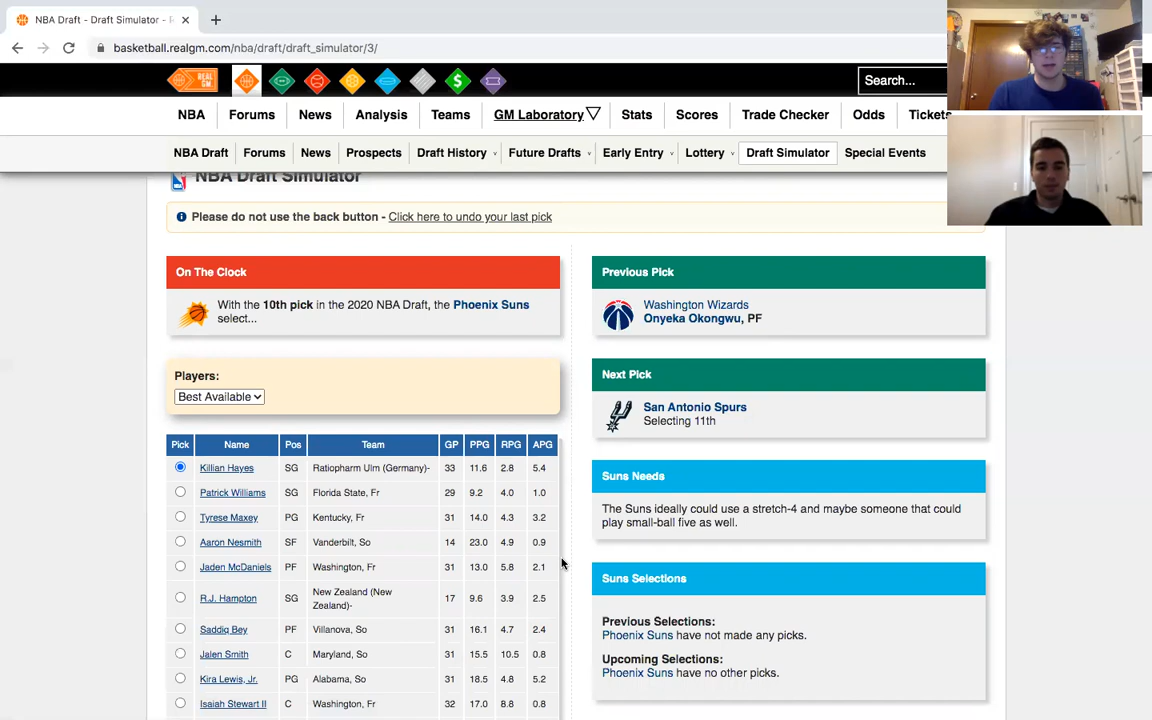 NBA Draft - Draft Simulator -
basketball.realgm.com/nba/draft/draft_simulator/3/
REAL GM
Search...
NBA Forums News Analysis Teams GM Laboratory Stats Scores Trade Checker Odds Tickets
NBA Draft Forums News Prospects Draft History Future Drafts Early Entry Lottery Draft Simulator Special Events
NBA Draft Simulator
Please do not use the back button - Click here to undo your last pick
On The Clock
With the 10th pick in the 2020 NBA Draft, the Phoenix Suns
select...
Previous Pick
Washington Wizards
Onyeka Okongwu, PF
Players:
Best Available
Next Pick
San Antonio Spurs
Selecting 11th
Pick Name Pos Team GP PPG RPG APG
Killian Hayes SG Ratiopharm Ulm (Germany)- 33 11.6 2.8 5.4
Patrick Williams SG Florida State, Fr 29 9.2 4.0 1.0
Tyrese Maxey PG Kentucky, Fr 31 14.0 4.3 3.2
Aaron Nesmith SF Vanderbilt, So 14 23.0 4.9 0.9
Jaden McDaniels PF Washington, Fr 31 13.0 5.8 2.1
R.J. Hampton SG New Zealand (New
Zealand)- 17 9.6 3.9 2.5
Saddiq Bey PF Villanova, So 31 16.1 4.7 2.4
Jalen Smith C Maryland, So 31 15.5 10.5 0.8
Kira Lewis, Jr. PG Alabama, So 31 18.5 4.8 5.2
Isaiah Stewart II C Washington, Fr 32 17.0 8.8 0.8
Suns Needs
The Suns ideally could use a stretch-4 and maybe someone that could
play small-ball five as well.
Suns Selections
Previous Selections:
Phoenix Suns have not made any picks.
Upcoming Selections:
Phoenix Suns have no other picks.